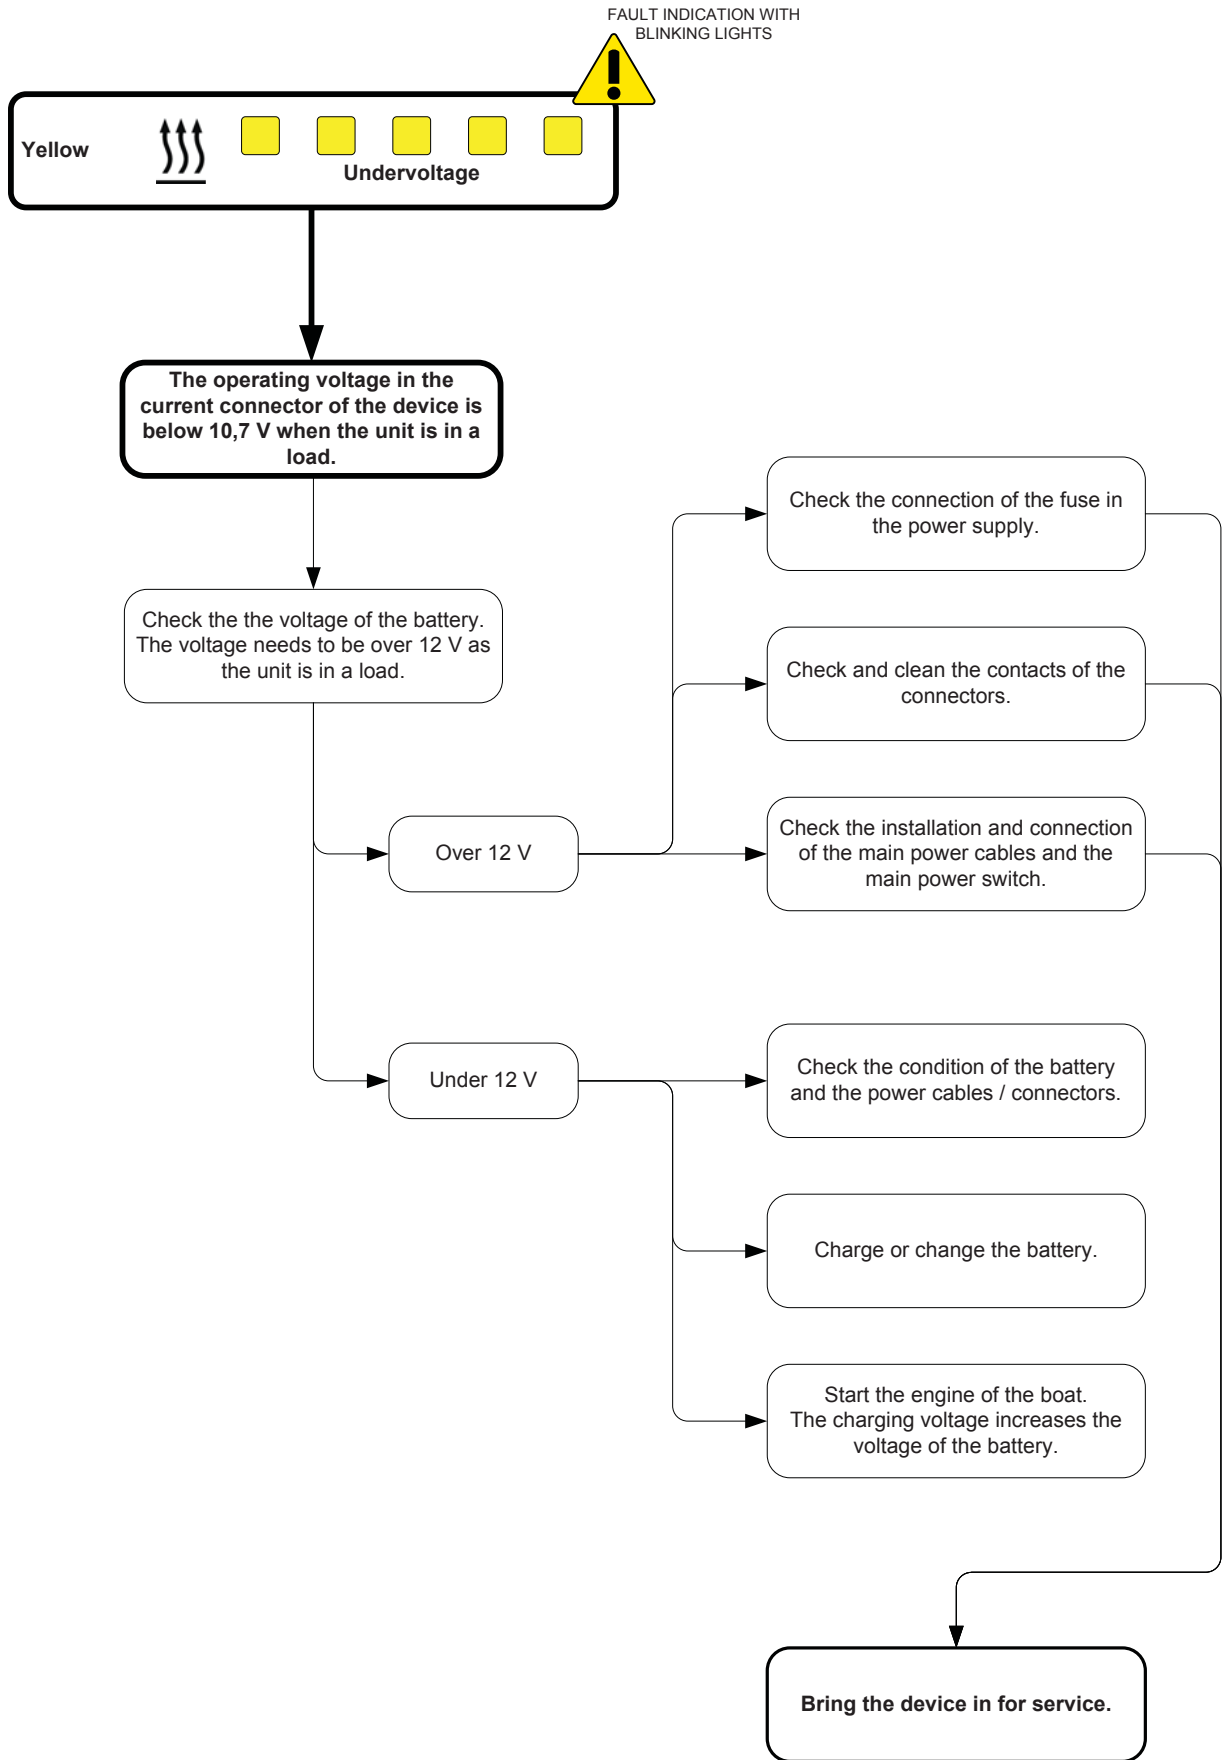 FAULT INDICATION WITH
BLINKING LIGHTS
Yellow
Undervoltage
The operating voltage in the
current connector of the device is
below 10,7 V when the unit is in a
load.
Check the the voltage of the battery.
The voltage needs to be over 12 V as
the unit is in a load.
Over 12 V
Check the connection of the fuse in
the power supply.
Check and clean the contacts of the
connectors.
Check the installation and connection
of the main power cables and the
main power switch.
Under 12 V
Check the condition of the battery
and the power cables / connectors.
Charge or change the battery.
Start the engine of the boat.
The charging voltage increases the
voltage of the battery.
Bring the device in for service.